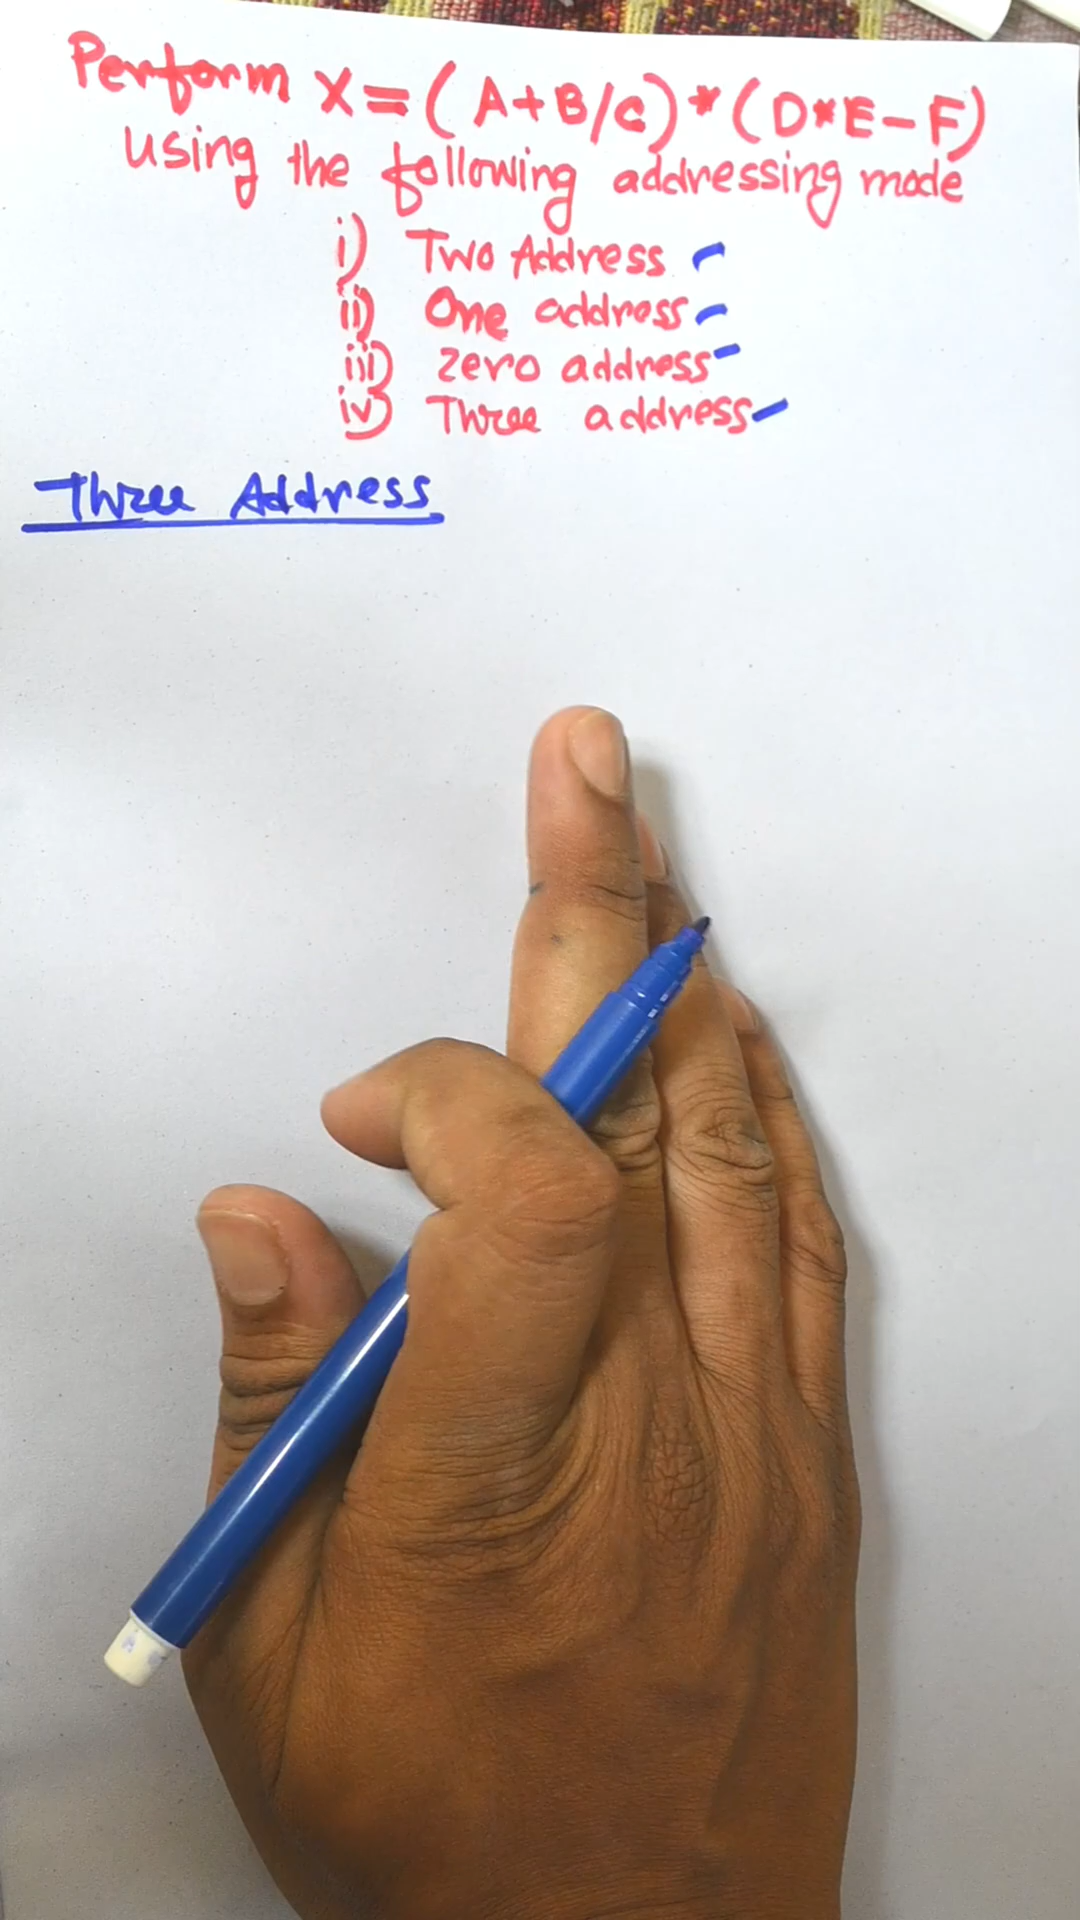 Perform X = ( A+B/C) * ( D*E-F)
using the following addressing mode
i) Two Address
ii) One address
iii) zero address
iv) Three address
Three Address